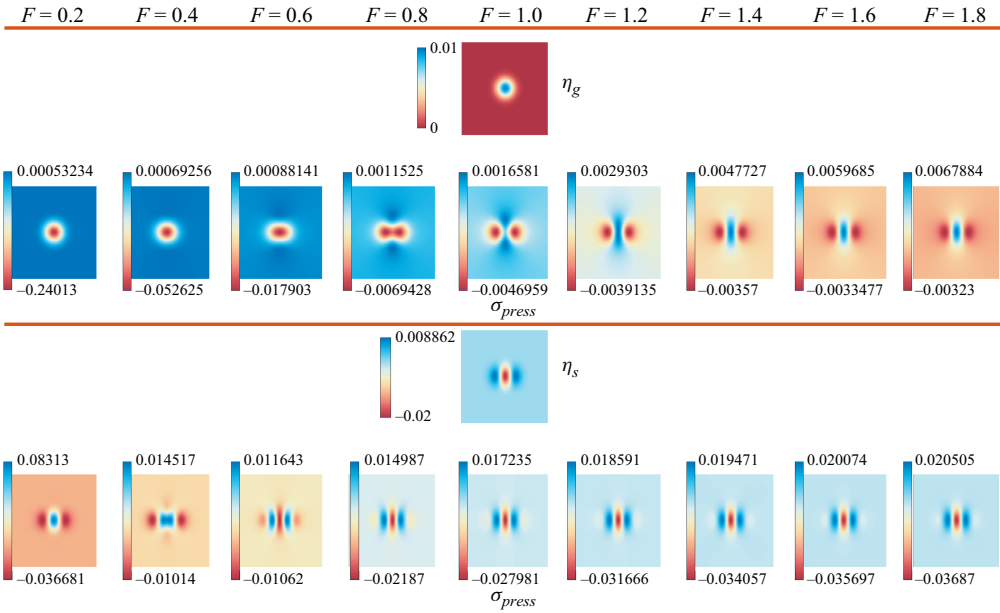 F = 0.2 F = 0.4 F = 0.6 F = 0.8 F = 1.0 F = 1.2 F = 1.4 F = 1.6 F = 1.8
0.01
η_g
0
0.00053234 0.00069256 0.00088141 0.0011525 0.0016581 0.0029303 0.0047727 0.0059685 0.0067884
–0.24013 –0.052625 –0.017903 –0.0069428 –0.0046959 –0.0039135 –0.00357 –0.0033477 –0.00323
σ_press
0.008862
η_s
–0.02
0.08313 0.014517 0.011643 0.014987 0.017235 0.018591 0.019471 0.020074 0.020505
–0.036681 –0.01014 –0.01062 –0.02187 –0.027981 –0.031666 –0.034057 –0.035697 –0.03687
σ_press